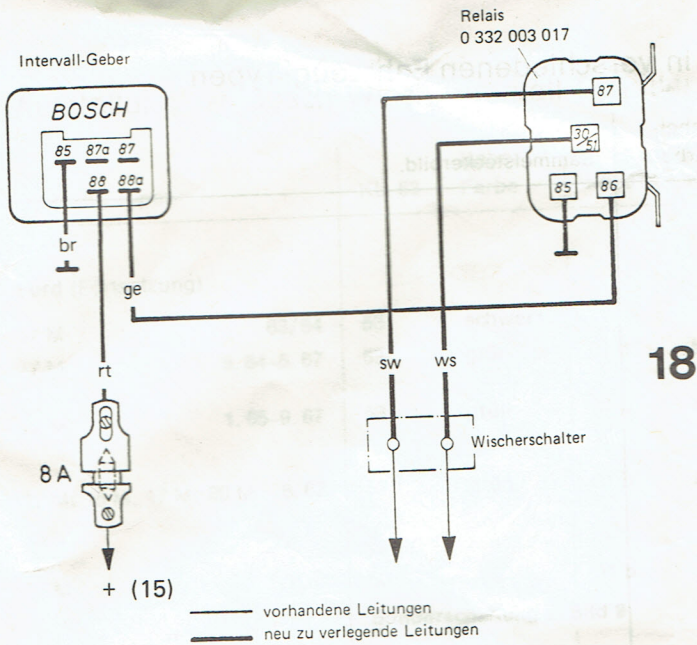 Relais
0 332 003 017
Intervall-Geber
BOSCH
85 87a 87
88 88a
87
30/51
85 86
br
ge
rt
sw ws
18
8 A
Wischerschalter
+ (15)
vorhandene Leitungen
neu zu verlegende Leitungen